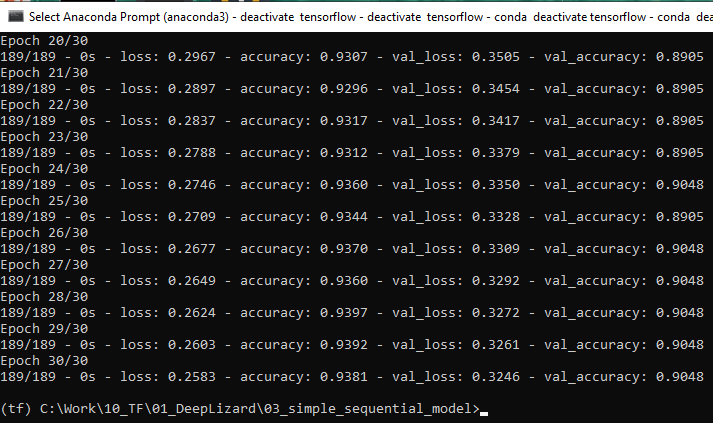 Select Anaconda Prompt (anaconda3) - deactivate tensorflow - deactivate tensorflow - conda deactivate tensorflow - conda dea
Epoch 20/30
189/189 - 0s - loss: 0.2967 - accuracy: 0.9307 - val_loss: 0.3505 - val_accuracy: 0.8905
Epoch 21/30
189/189 - 0s - loss: 0.2897 - accuracy: 0.9296 - val_loss: 0.3454 - val_accuracy: 0.8905
Epoch 22/30
189/189 - 0s - loss: 0.2837 - accuracy: 0.9317 - val_loss: 0.3417 - val_accuracy: 0.8905
Epoch 23/30
189/189 - 0s - loss: 0.2788 - accuracy: 0.9312 - val_loss: 0.3379 - val_accuracy: 0.8905
Epoch 24/30
189/189 - 0s - loss: 0.2746 - accuracy: 0.9360 - val_loss: 0.3350 - val_accuracy: 0.9048
Epoch 25/30
189/189 - 0s - loss: 0.2709 - accuracy: 0.9344 - val_loss: 0.3328 - val_accuracy: 0.8905
Epoch 26/30
189/189 - 0s - loss: 0.2677 - accuracy: 0.9370 - val_loss: 0.3309 - val_accuracy: 0.9048
Epoch 27/30
189/189 - 0s - loss: 0.2649 - accuracy: 0.9360 - val_loss: 0.3292 - val_accuracy: 0.9048
Epoch 28/30
189/189 - 0s - loss: 0.2624 - accuracy: 0.9397 - val_loss: 0.3272 - val_accuracy: 0.9048
Epoch 29/30
189/189 - 0s - loss: 0.2603 - accuracy: 0.9392 - val_loss: 0.3261 - val_accuracy: 0.9048
Epoch 30/30
189/189 - 0s - loss: 0.2583 - accuracy: 0.9381 - val_loss: 0.3246 - val_accuracy: 0.9048
(tf) C:\Work\10_TF\01_DeepLizard\03_simple_sequential_model>